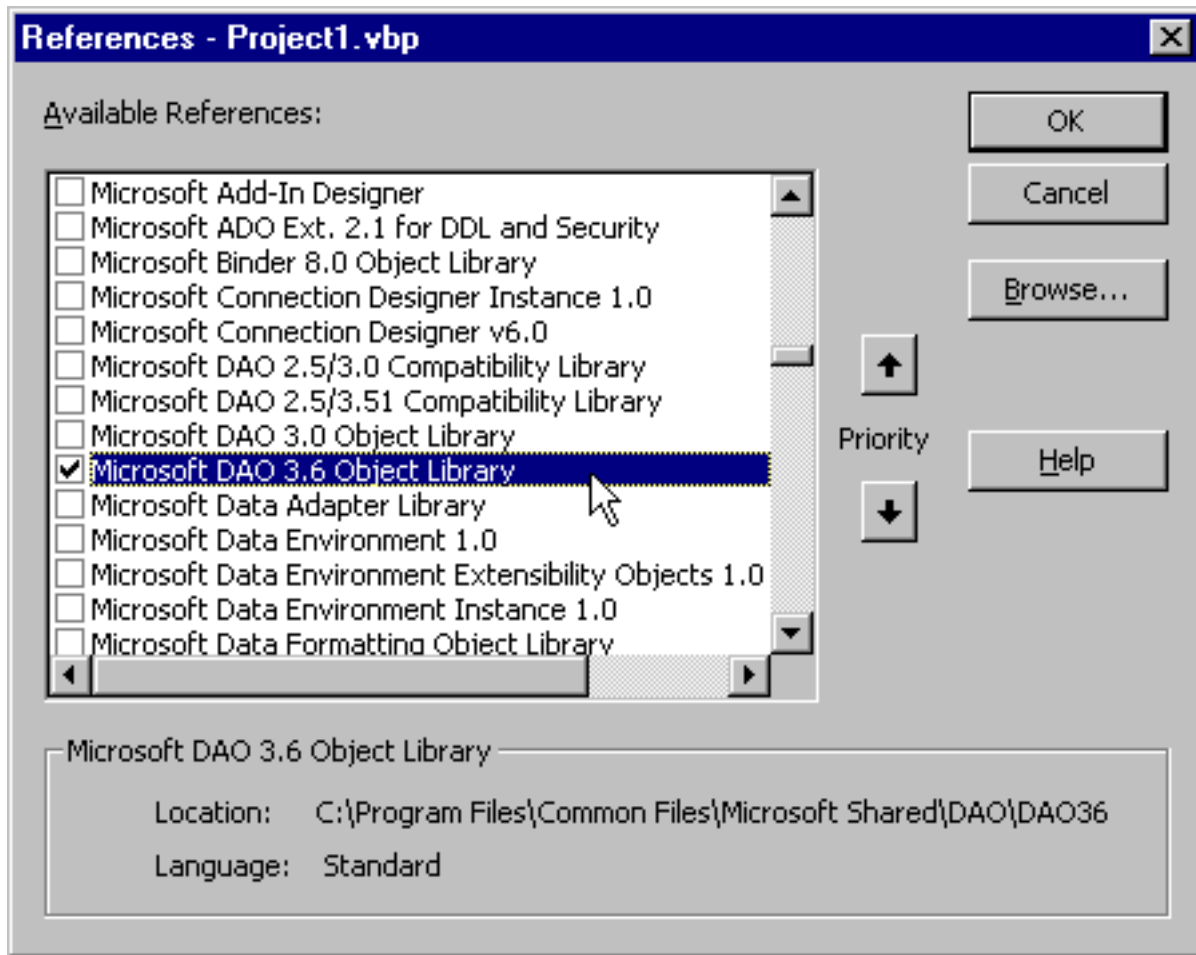 References - Project1.vbp
Available References:
OK
Cancel
Browse...
Priority
Help
Microsoft Add-In Designer
Microsoft ADO Ext. 2.1 for DDL and Security
Microsoft Binder 8.0 Object Library
Microsoft Connection Designer Instance 1.0
Microsoft Connection Designer v6.0
Microsoft DAO 2.5/3.0 Compatibility Library
Microsoft DAO 2.5/3.51 Compatibility Library
Microsoft DAO 3.0 Object Library
Microsoft DAO 3.6 Object Library
Microsoft Data Adapter Library
Microsoft Data Environment 1.0
Microsoft Data Environment Extensibility Objects 1.0
Microsoft Data Environment Instance 1.0
Microsoft Data Formatting Object Library
Microsoft DAO 3.6 Object Library
Location: C:\Program Files\Common Files\Microsoft Shared\DAO\DAO36
Language: Standard